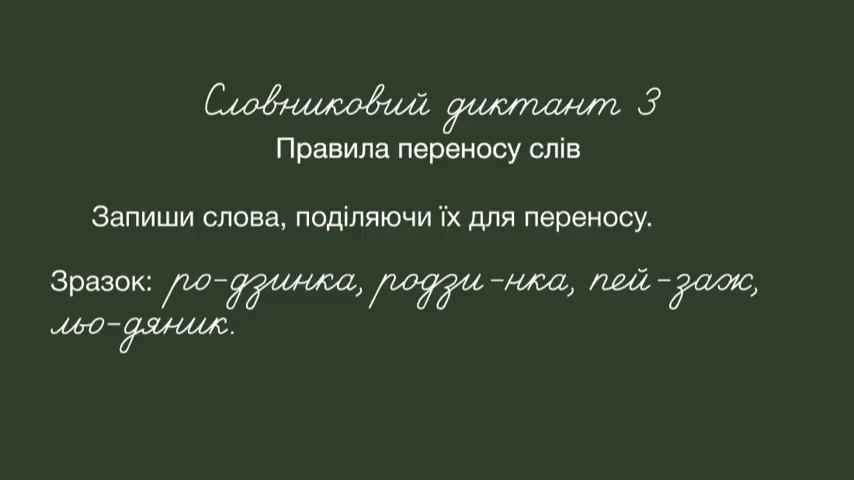 Словниковий диктант 3
Правила переносу слів
Запиши слова, поділяючи їх для переносу.
Зразок: ро-дзинка, родзи-нка, пей-заж,
льо-дяник.